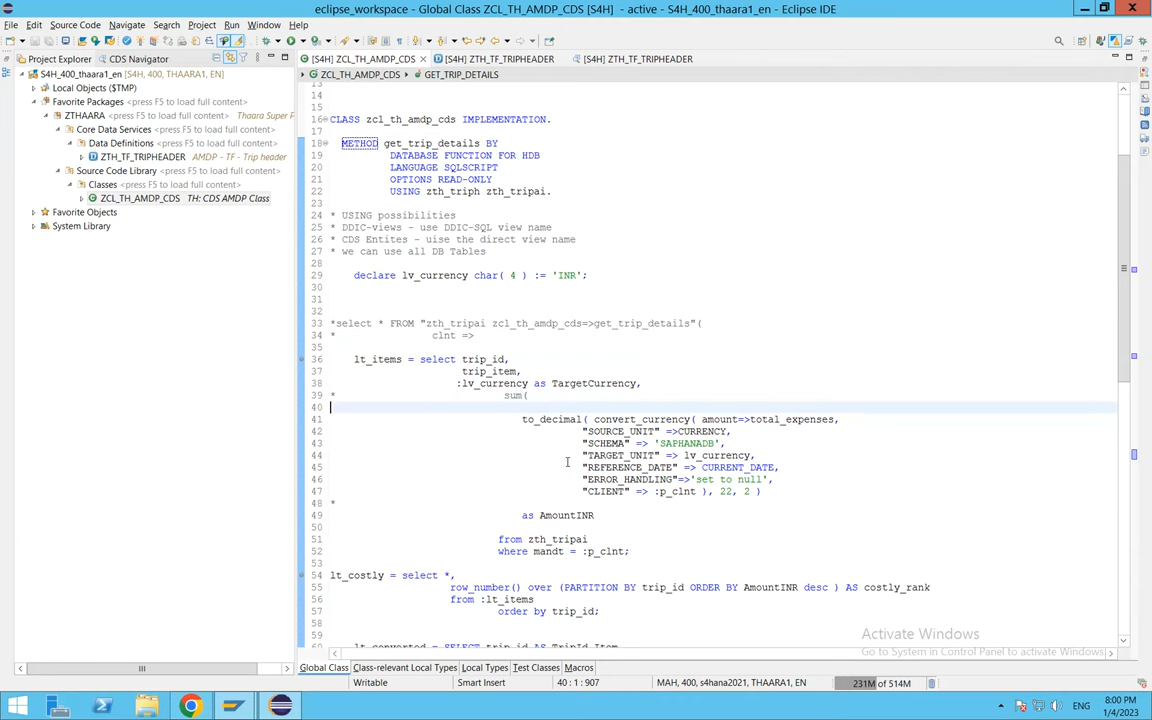 eclipse_workspace - Global Class ZCL_TH_AMDP_CDS [S4H] - active - S4H_400_thaara1_en - Eclipse IDE
File Edit Source Code Navigate Search Project Run Window Help
Project Explorer CDS Navigator
S4H_400_thaara1_en (S4H, 400, THAARA1, EN)
Local Objects ($TMP)
Favorite Packages <press F5 to load full content>
ZTHAARA <press F5 to load full content> Thaara Super P
Core Data Services <press F5 to load full content>
Data Definitions <press F5 to load full content>
ZTH_TF_TRIPHEADER AMDP - TF - Trip header
Source Code Library <press F5 to load full content>
Classes <press F5 to load full content>
ZCL_TH_AMDP_CDS TH: CDS AMDP Class
Favorite Objects <press F5 to load full content>
System Library
[S4H] ZCL_TH_AMDP_CDS [S4H] ZTH_TF_TRIPHEADER [S4H] ZTH_TF_TRIPHEADER
ZCL_TH_AMDP_CDS GET_TRIP_DETAILS
13
14
15
16 CLASS zcl_th_amdp_cds IMPLEMENTATION.
17
18 METHOD get_trip_details BY
19 DATABASE FUNCTION FOR HDB
20 LANGUAGE SQLSCRIPT
21 OPTIONS READ-ONLY
22 USING zth_triph zth_tripai.
23
24 * USING possibilities
25 * DDIC-views - use DDIC-SQL view name
26 * CDS Entites - uise the direct view name
27 * we can use all DB Tables
28
29 declare lv_currency char( 4 ) := 'INR';
30
31
32
33 *select * FROM "zth_tripai zcl_th_amdp_cds=>get_trip_details"(
34 * clnt =>
35
36 lt_items = select trip_id,
37 trip_item,
38 :lv_currency as TargetCurrency,
39 * sum(
40
41 to_decimal( convert_currency( amount=>total_expenses,
42 "SOURCE_UNIT" =>CURRENCY,
43 "SCHEMA" => 'SAPHANADB',
44 "TARGET_UNIT" => lv_currency,
45 "REFERENCE_DATE" => CURRENT_DATE,
46 "ERROR_HANDLING"=>'set to null',
47 "CLIENT" => :p_clnt ), 22, 2 )
48 *
49 as AmountINR
50
51 from zth_tripai
52 where mandt = :p_clnt;
53
54 lt_costly = select *,
55 row_number() over (PARTITION BY trip_id ORDER BY AmountINR desc ) AS costly_rank
56 from :lt_items
57 order by trip_id;
58
59
lt_converted = SELECT trip_id AS TripId,Item
Activate Windows
Go to System in Control Panel to activate Windows.
Global Class Class-relevant Local Types Local Types Test Classes Macros
Writable Smart Insert 40 : 1 : 907 MAH, 400, s4hana2021, THAARA1, EN 231M of 514M
ENG 8:00 PM
1/4/2023